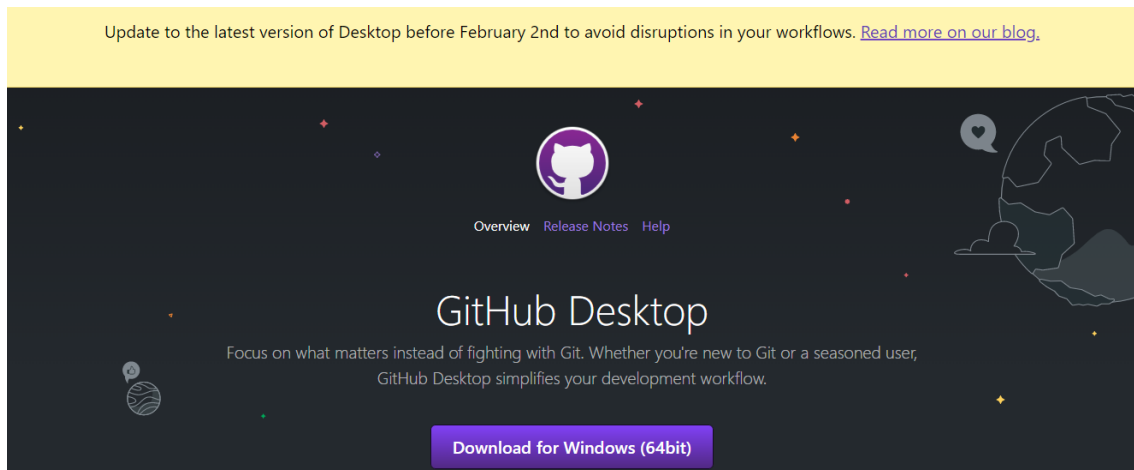 Update to the latest version of Desktop before February 2nd to avoid disruptions in your workflows. Read more on our blog.
Overview Release Notes Help
GitHub Desktop
Focus on what matters instead of fighting with Git. Whether you're new to Git or a seasoned user,
GitHub Desktop simplifies your development workflow.
Download for Windows (64bit)